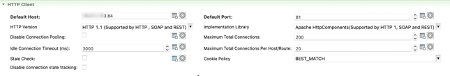 HTTP Client
Default Host: 3.84
Default Port: 81
HTTP Version HTTP 1.1 (Supported by HTTP , SOAP and REST)
Implementation Library Apache HttpComponents(Supported by HTTP 1, SOAP and REST)
Disable Connection Pooling:
Maximum Total Connections: 200
Idle Connection Timeout (ms): 3000
Maximum Total Connections Per Host/Route: 20
Stale Check:
Cookie Policy BEST_MATCH
Disable connection state tracking: